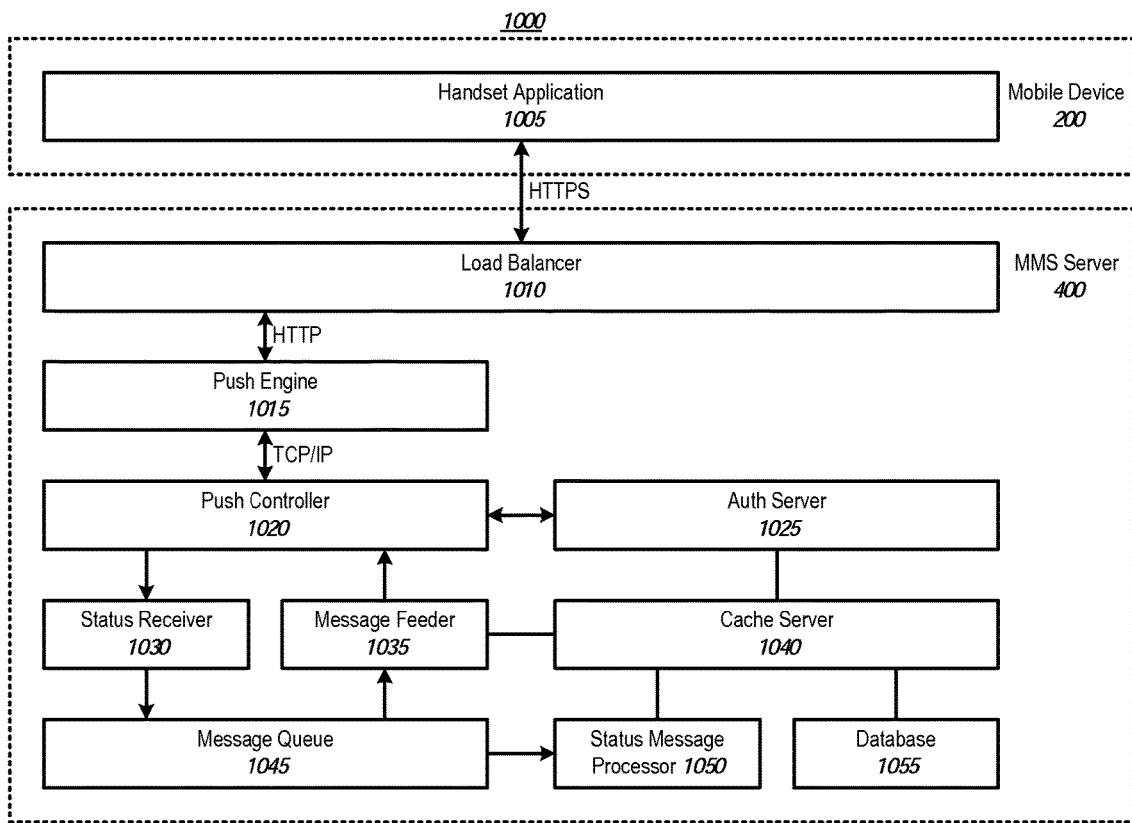 1000
Handset Application
1005
Mobile Device
200
HTTPS
Load Balancer
1010
MMS Server
400
HTTP
Push Engine
1015
TCP/IP
Push Controller
1020
Auth Server
1025
Status Receiver
1030
Message Feeder
1035
Cache Server
1040
Message Queue
1045
Status Message
Processor 1050
Database
1055